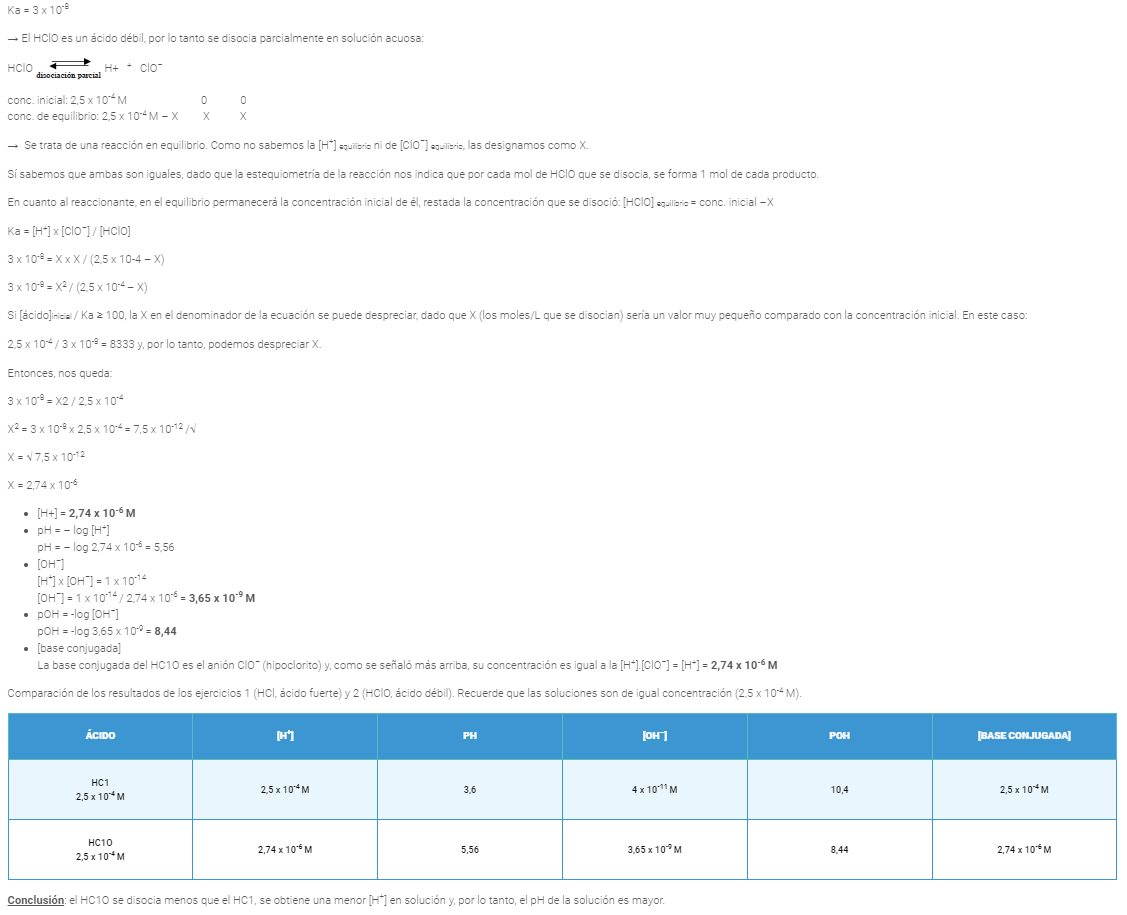 Ka = 3 x 10⁻⁸
→ El HClO es un ácido débil, por lo tanto se disocia parcialmente en solución acuosa:
HClO disociación parcial H+ + ClO⁻
conc. inicial: 2,5 x 10⁻⁴ M 0 0
conc. de equilibrio: 2,5 x 10⁻⁴ M – X X X
→ Se trata de una reacción en equilibrio. Como no sabemos la [H⁺] equilibrio ni de [ClO⁻] equilibrio, las designamos como X.
Sí sabemos que ambas son iguales, dado que la estequiometría de la reacción nos indica que por cada mol de HClO que se disocia, se forma 1 mol de cada producto.
En cuanto al reaccionante, en el equilibrio permanecerá la concentración inicial de él, restada la concentración que se disoció: [HClO] equilibrio = conc. inicial –X
Ka = [H⁺] x [ClO⁻] / [HClO]
3 x 10⁻⁸ = X x X / (2,5 x 10-4 – X)
3 x 10⁻⁸ = X² / (2,5 x 10⁻⁴ – X)
Si [ácido]inicial / Ka ≥ 100, la X en el denominador de la ecuación se puede despreciar, dado que X (los moles/L que se disocian) sería un valor muy pequeño comparado con la concentración inicial. En este caso:
2,5 x 10⁻⁴ / 3 x 10⁻⁸ = 8333 y, por lo tanto, podemos despreciar X.
Entonces, nos queda:
3 x 10⁻⁸ = X2 / 2,5 x 10⁻⁴
X² = 3 x 10⁻⁸ x 2,5 x 10⁻⁴ = 7,5 x 10⁻¹² /√
X = √ 7,5 x 10⁻¹²
X = 2,74 x 10⁻⁶
• [H+] = 2,74 x 10⁻⁶ M
• pH = – log [H⁺]
pH = – log 2,74 x 10⁻⁶ = 5,56
• [OH⁻]
[H⁺] x [OH⁻] = 1 x 10⁻¹⁴
[OH⁻] = 1 x 10⁻¹⁴ / 2,74 x 10⁻⁶ = 3,65 x 10⁻⁹ M
• pOH = -log [OH⁻]
pOH = -log 3,65 x 10⁻⁹ = 8,44
• [base conjugada]
La base conjugada del HC1O es el anión ClO⁻ (hipoclorito) y, como se señaló más arriba, su concentración es igual a la [H⁺].[ClO⁻] = [H⁺] = 2,74 x 10⁻⁶ M
Comparación de los resultados de los ejercicios 1 (HCl, ácido fuerte) y 2 (HClO, ácido débil). Recuerde que las soluciones son de igual concentración (2,5 x 10⁻⁴ M).
ÁCIDO [H⁺] PH [OH⁻] POH [BASE CONJUGADA]
HC1
2,5 x 10⁻⁴ M 2,5 x 10⁻⁴ M 3,6 4 x 10⁻¹¹ M 10,4 2,5 x 10⁻⁴ M
HC1O
2,5 x 10⁻⁴ M 2,74 x 10⁻⁶ M 5,56 3,65 x 10⁻⁹ M 8,44 2,74 x 10⁻⁶ M
Conclusión: el HC1O se disocia menos que el HC1, se obtiene una menor [H⁺] en solución y, por lo tanto, el pH de la solución es mayor.